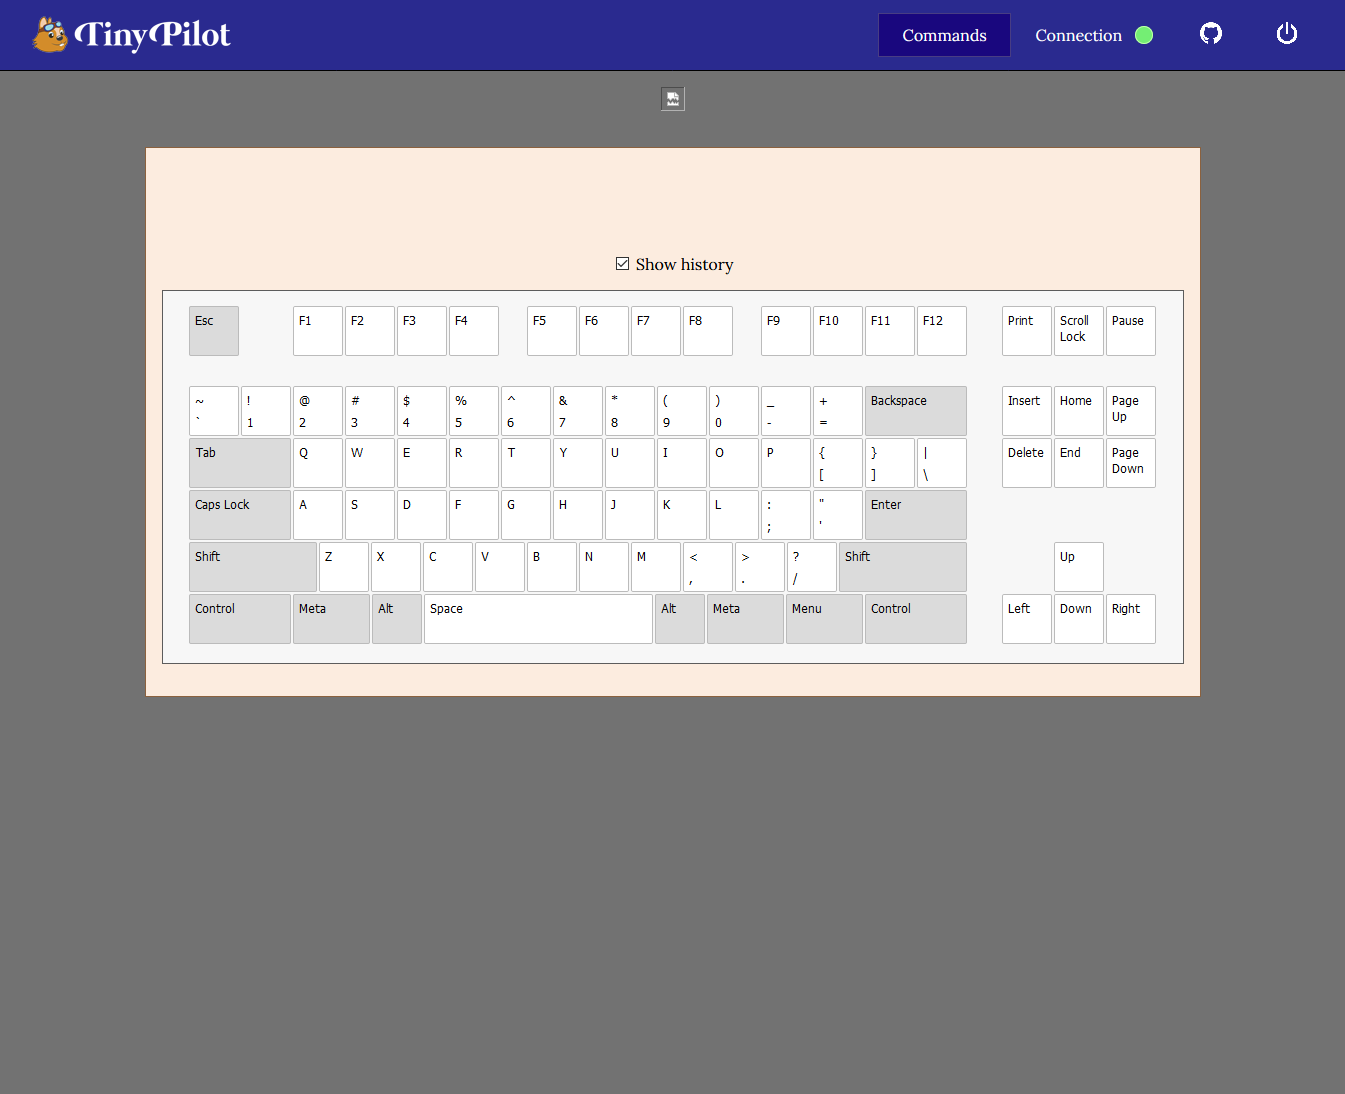 TinyPilot
Commands
Connection
Show history
Esc F1 F2 F3 F4 F5 F6 F7 F8 F9 F10 F11 F12 Print Scroll Lock Pause
~ ! @ # $ % ^ & * ( ) _ + Backspace Insert Home Page Up
` 1 2 3 4 5 6 7 8 9 0 - =
Tab Q W E R T Y U I O P { } | Delete End Page Down
[ ] \
Caps Lock A S D F G H J K L : " Enter
; '
Shift Z X C V B N M < > ? Shift Up
, . /
Control Meta Alt Space Alt Meta Menu Control Left Down Right